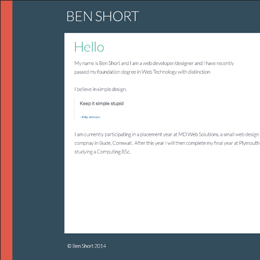 BEN SHORT
Hello
My name is Ben Short and I am a web developer/designer and I have recently
passed my foundation degree in Web Technology with distinction
I believe in simple design.
Keep it simple stupid
I am currently participating in a placement year at MD Web Solutions, a small web design
company in Bude, Cornwall. After this year I will then complete my final year at Plymouth
studying a Computing BSc.
© Ben Short 2014